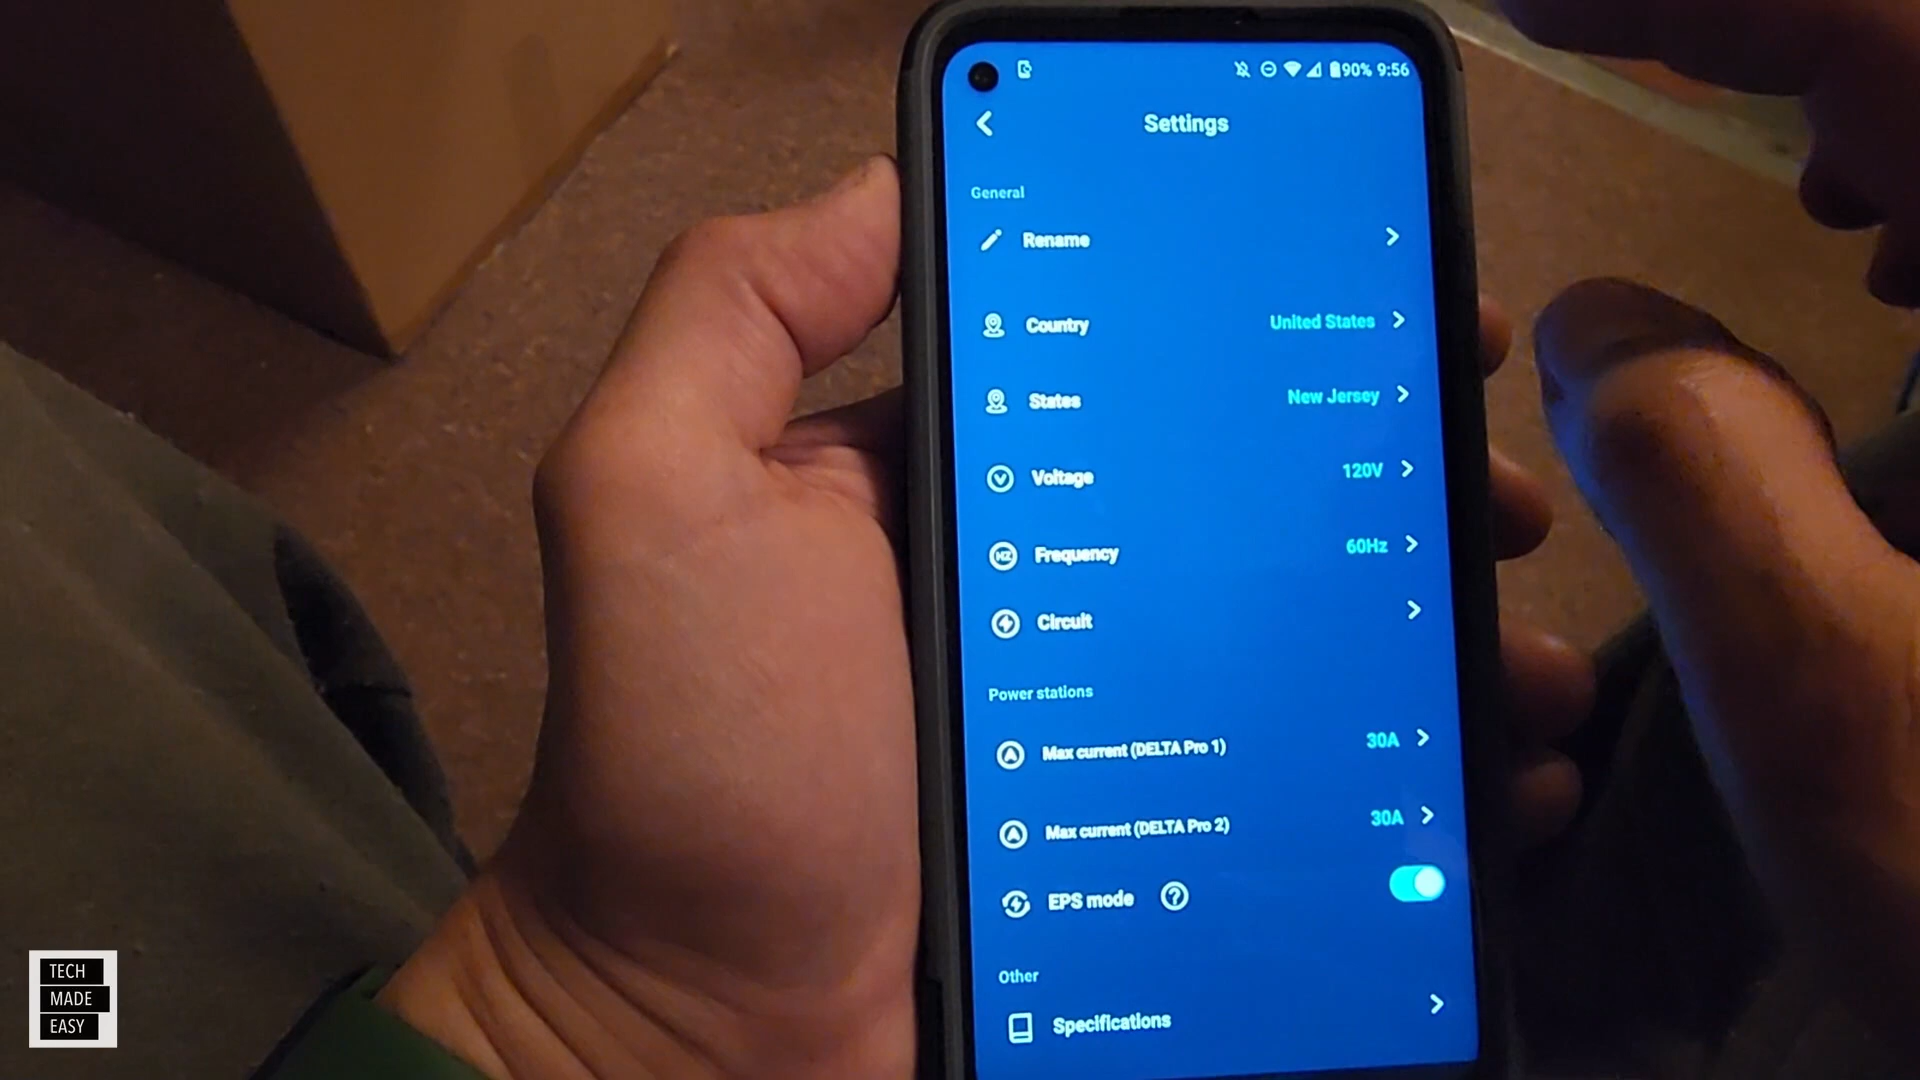 90% 9:56
Settings
General
Rename
Country United States
States New Jersey
Voltage 120V
HZ Frequency 60Hz
Circuit
Power stations
Max current (DELTA Pro 1) 30A
Max current (DELTA Pro 2) 30A
EPS mode ?
Other
Specifications
TECH
MADE
EASY